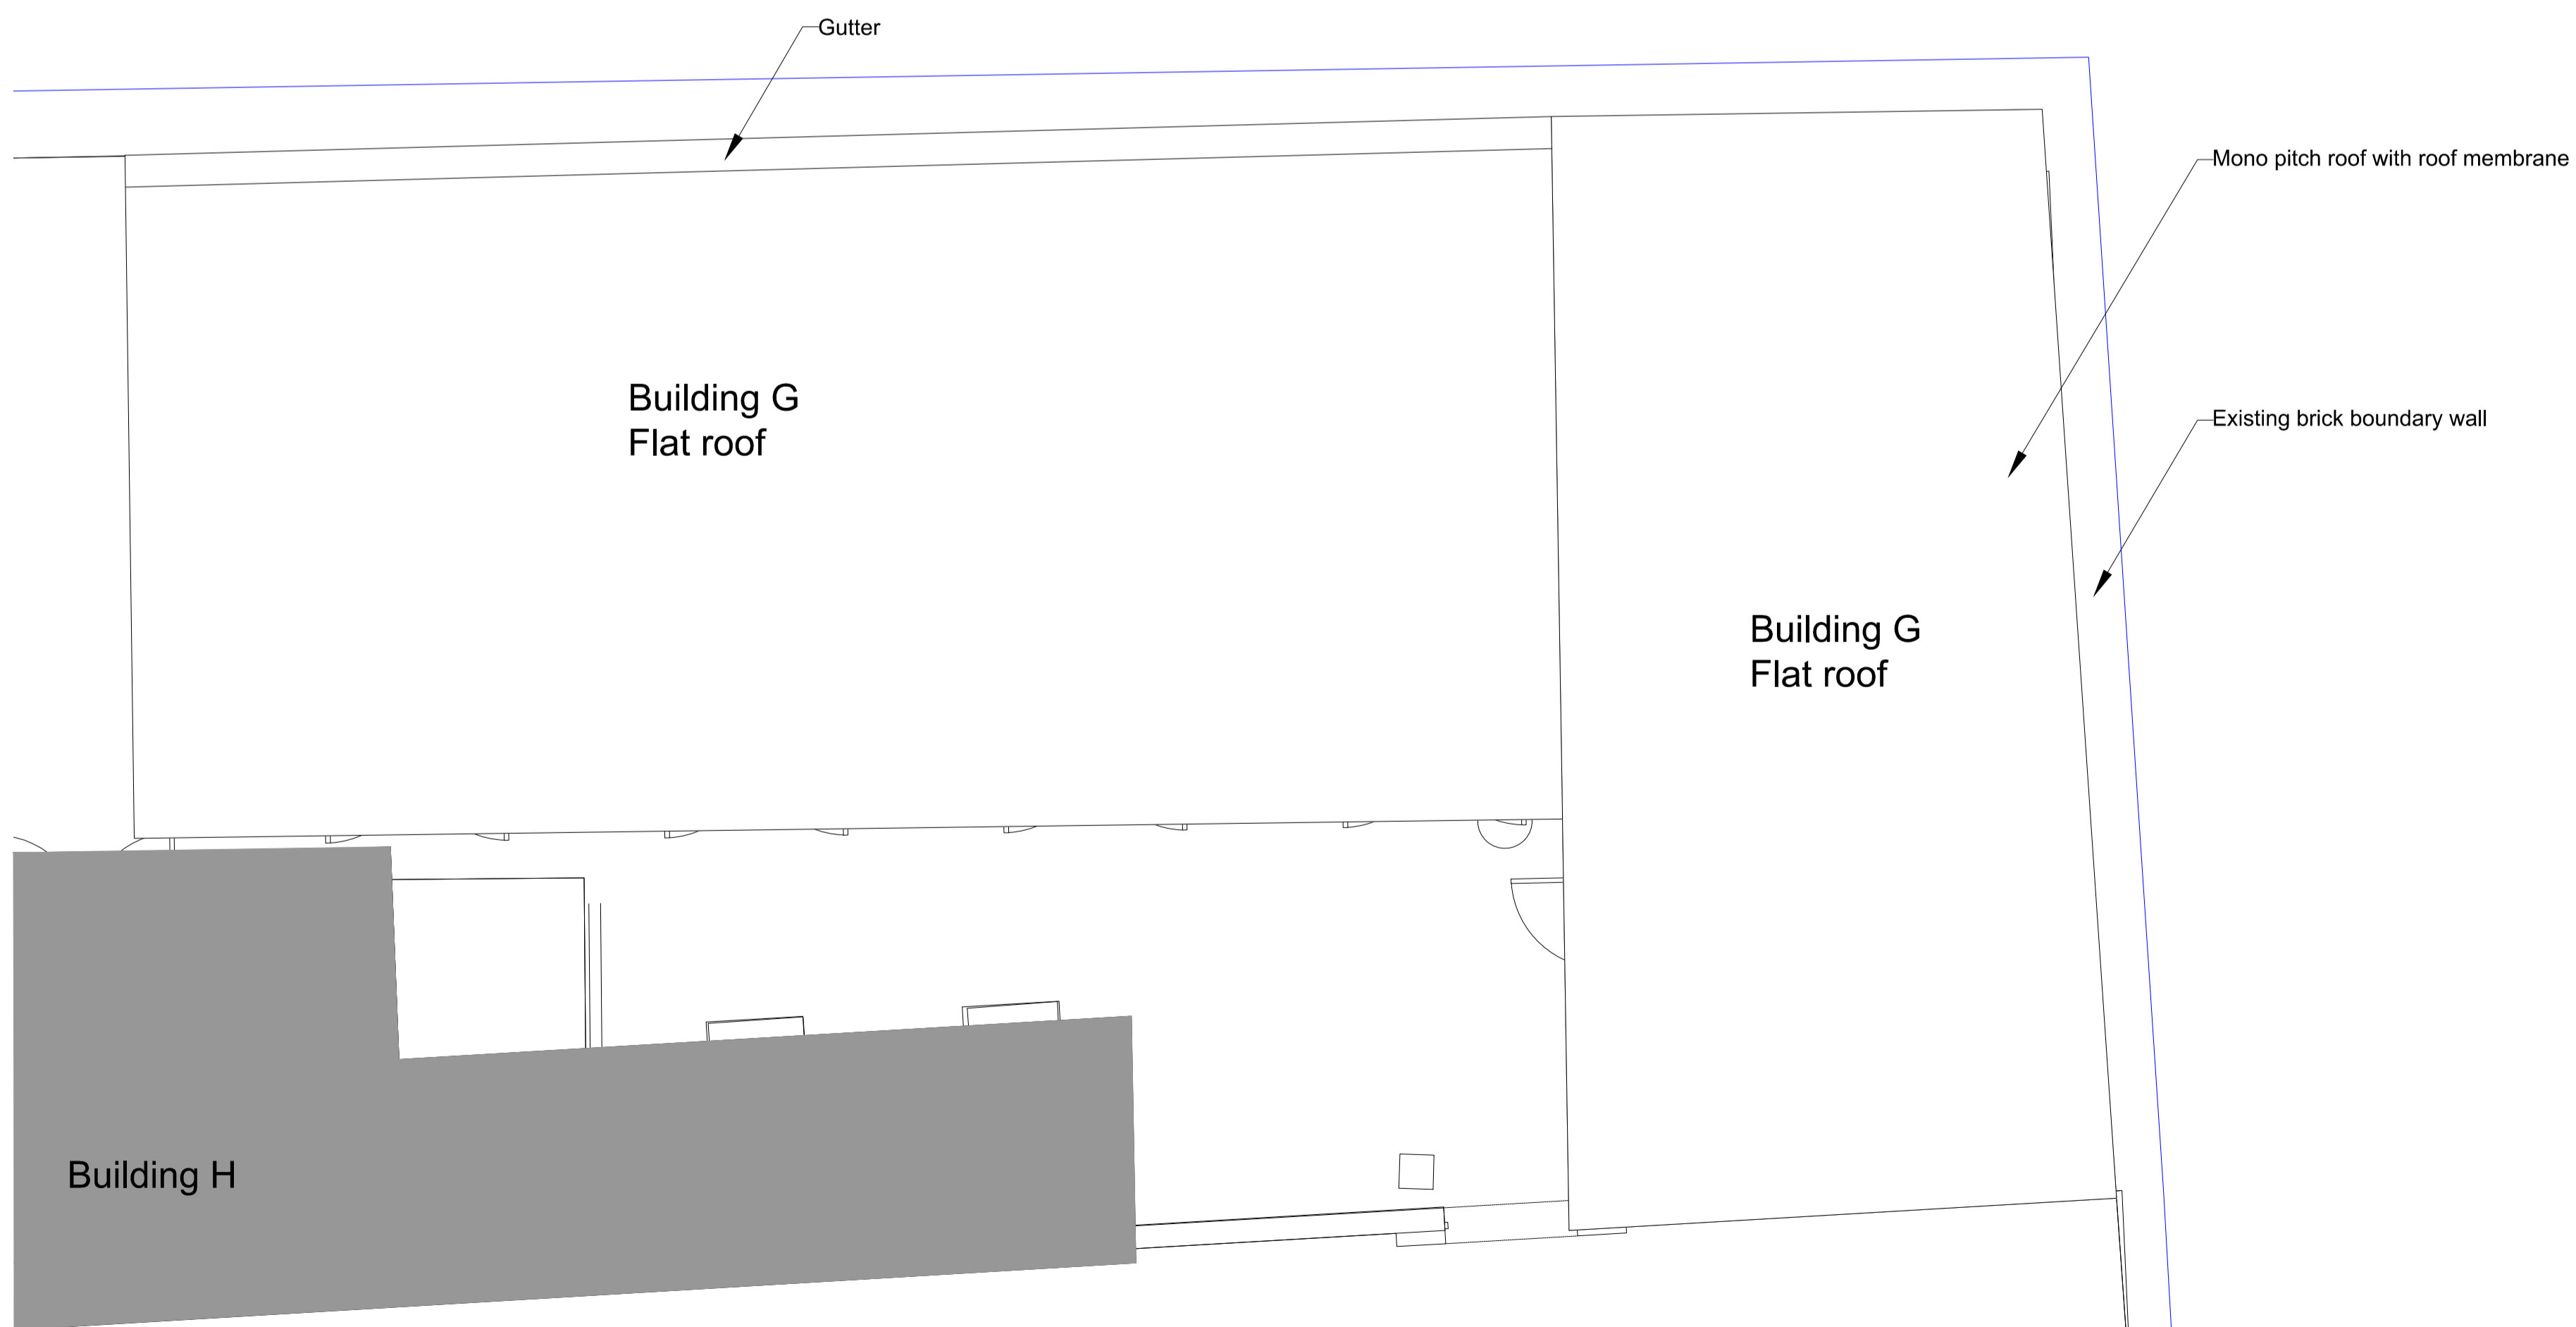 Gutter
Mono pitch roof with roof membrane
Building G
Flat roof
Existing brick boundary wall
Building G
Flat roof
Building H